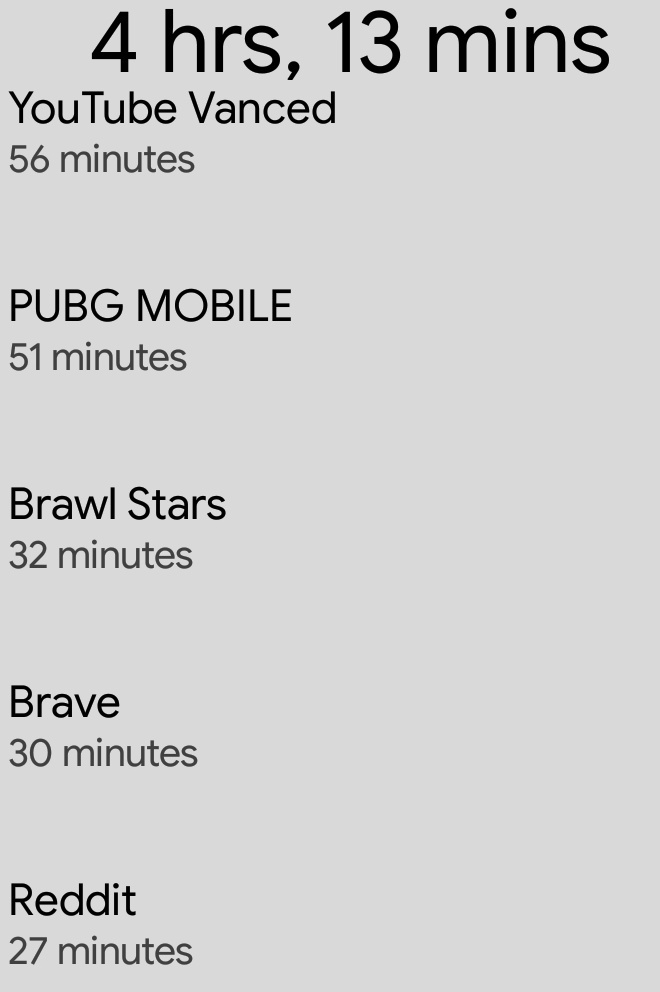 4 hrs, 13 mins
YouTube Vanced
56 minutes
PUBG MOBILE
51 minutes
Brawl Stars
32 minutes
Brave
30 minutes
Reddit
27 minutes